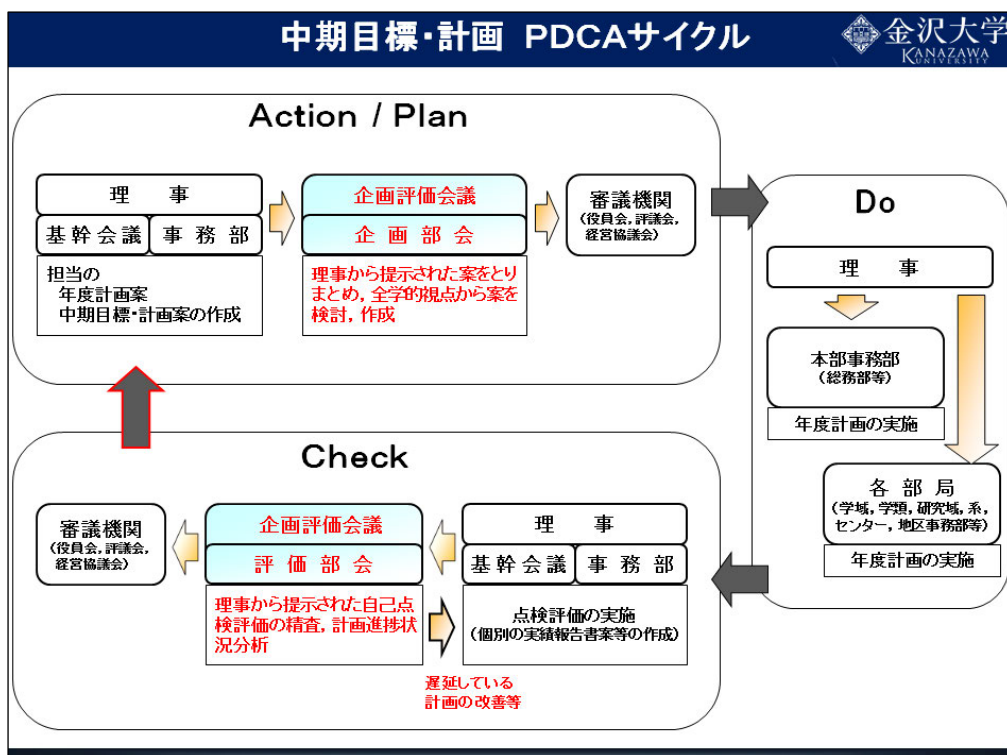 中期目標・計画 PDCAサイクル
金沢大学
KANAZAWA
UNIVERSITY
Action / Plan
理 事
基幹会議
事務部
担当の
年度計画案
中期目標・計画案の作成
企画評価会議
企 画 部 会
理事から提示された案をとり
まとめ, 全学的視点から案を
検討, 作成
審議機関
(役員会, 評議会,
経営協議会)
Do
理 事
本部事務部
(総務部等)
年度計画の実施
各 部 局
(学域, 学類, 研究域, 系,
センター, 地区事務部等)
年度計画の実施
Check
審議機関
(役員会, 評議会,
経営協議会)
企画評価会議
評 価 部 会
理事から提示された自己点
検評価の精査, 計画進捗状
況分析
理 事
基幹会議
事務部
点検評価の実施
(個別の実績報告書案等の作成)
遅延している
計画の改善等